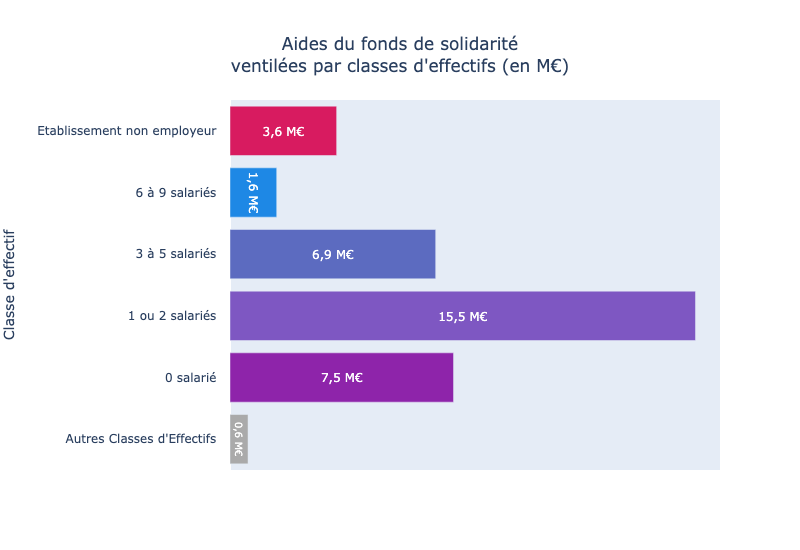 Aides du fonds de solidarité
ventilées par classes d'effectifs (en M€)
Classe d'effectif
Etablissement non employeur
3,6 M€
6 à 9 salariés
1,6 M€
3 à 5 salariés
6,9 M€
1 ou 2 salariés
15,5 M€
0 salarié
7,5 M€
Autres Classes d'Effectifs
0,6 M€